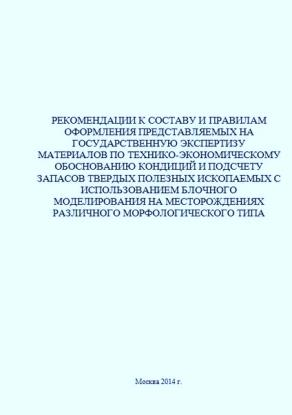 РЕКОМЕНДАЦИИ К СОСТАВУ И ПРАВИЛАМ
ОФОРМЛЕНИЯ ПРЕДСТАВЛЯЕМЫХ НА
ГОСУДАРСТВЕННУЮ ЭКСПЕРТИЗУ
МАТЕРИАЛОВ ПО ТЕХНИКО-ЭКОНОМИЧЕСКОМУ
ОБОСНОВАНИЮ КОНДИЦИЙ И ПОДСЧЕТУ
ЗАПАСОВ ТВЕРДЫХ ПОЛЕЗНЫХ ИСКОПАЕМЫХ С
ИСПОЛЬЗОВАНИЕМ БЛОЧНОГО
МОДЕЛИРОВАНИЯ НА МЕСТОРОЖДЕНИЯХ
РАЗЛИЧНОГО МОРФОЛОГИЧЕСКОГО ТИПА
Москва 2014 г.